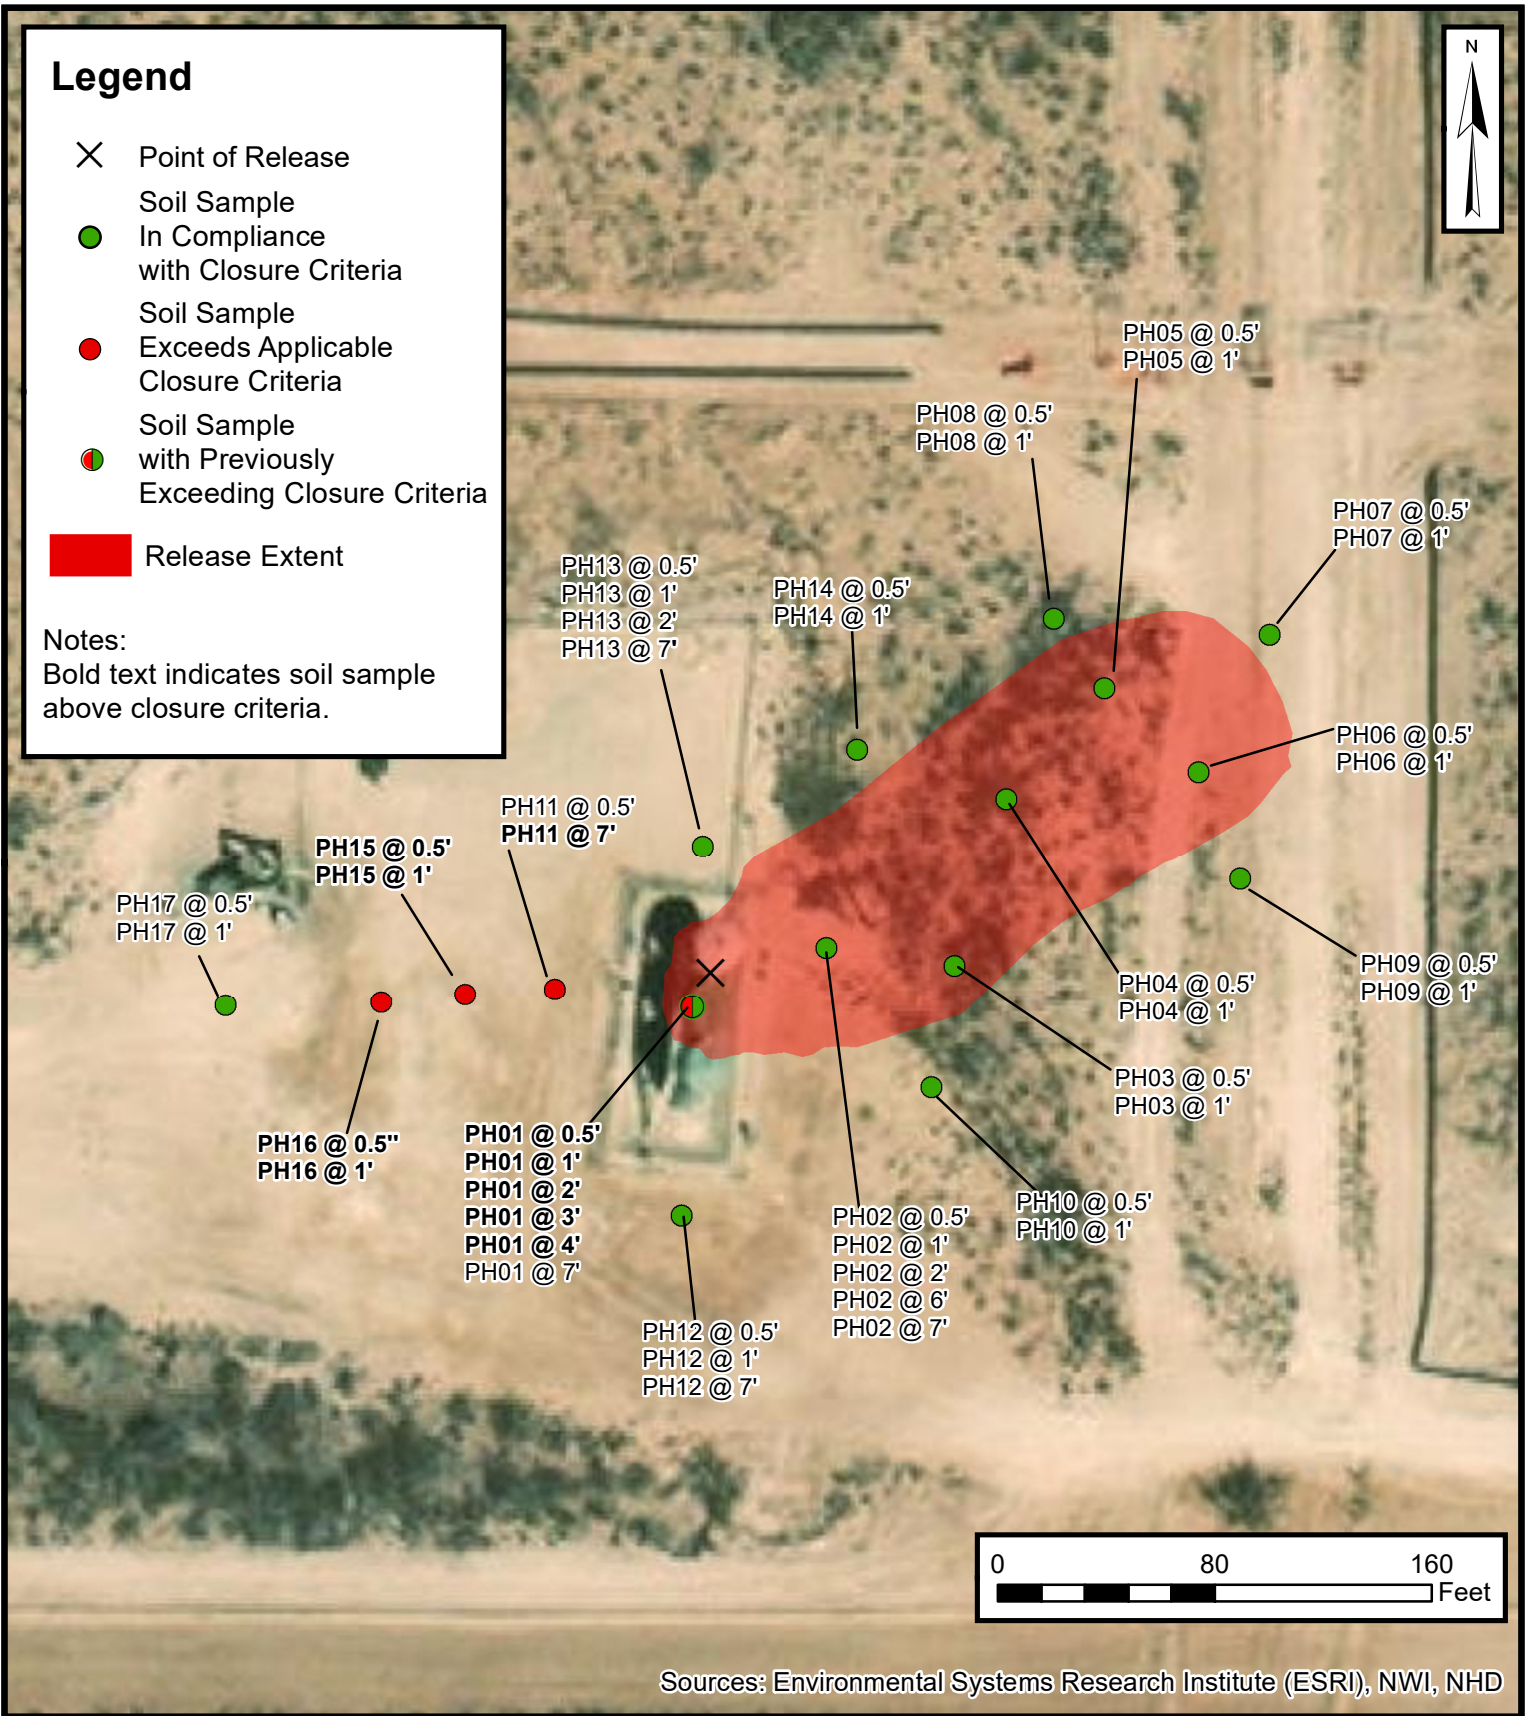 Legend
Point of Release
Soil Sample
In Compliance
with Closure Criteria
Soil Sample
Exceeds Applicable
Closure Criteria
Soil Sample
with Previously
Exceeding Closure Criteria
Release Extent
Notes:
Bold text indicates soil sample
above closure criteria.
N
PH05 @ 0.5'
PH05 @ 1'
PH08 @ 0.5'
PH08 @ 1'
PH07 @ 0.5'
PH07 @ 1'
PH13 @ 0.5'
PH13 @ 1'
PH13 @ 2'
PH13 @ 7'
PH14 @ 0.5'
PH14 @ 1'
PH06 @ 0.5'
PH06 @ 1'
PH11 @ 0.5'
PH11 @ 7'
PH15 @ 0.5'
PH15 @ 1'
PH17 @ 0.5'
PH17 @ 1'
PH09 @ 0.5'
PH09 @ 1'
PH04 @ 0.5'
PH04 @ 1'
PH03 @ 0.5'
PH03 @ 1'
PH16 @ 0.5''
PH16 @ 1'
PH01 @ 0.5'
PH01 @ 1'
PH01 @ 2'
PH01 @ 3'
PH01 @ 4'
PH01 @ 7'
PH10 @ 0.5'
PH10 @ 1'
PH02 @ 0.5'
PH02 @ 1'
PH02 @ 2'
PH02 @ 6'
PH02 @ 7'
PH12 @ 0.5'
PH12 @ 1'
PH12 @ 7'
0 80 160
Feet
Sources: Environmental Systems Research Institute (ESRI), NWI, NHD